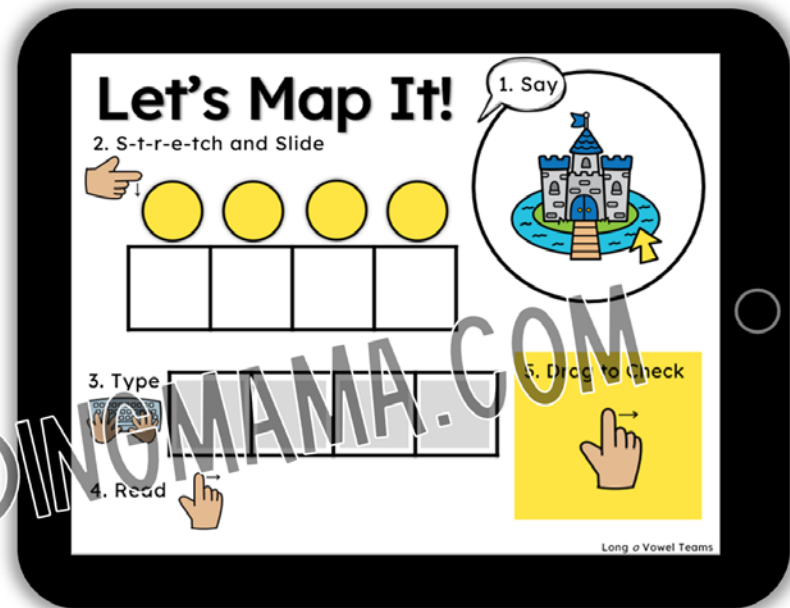 Let's Map It!
1. Say
2. S-t-r-e-tch and Slide
3. Type
5. Drag to Check
4. Read
DINGMAMA.COM
Long o Vowel Teams